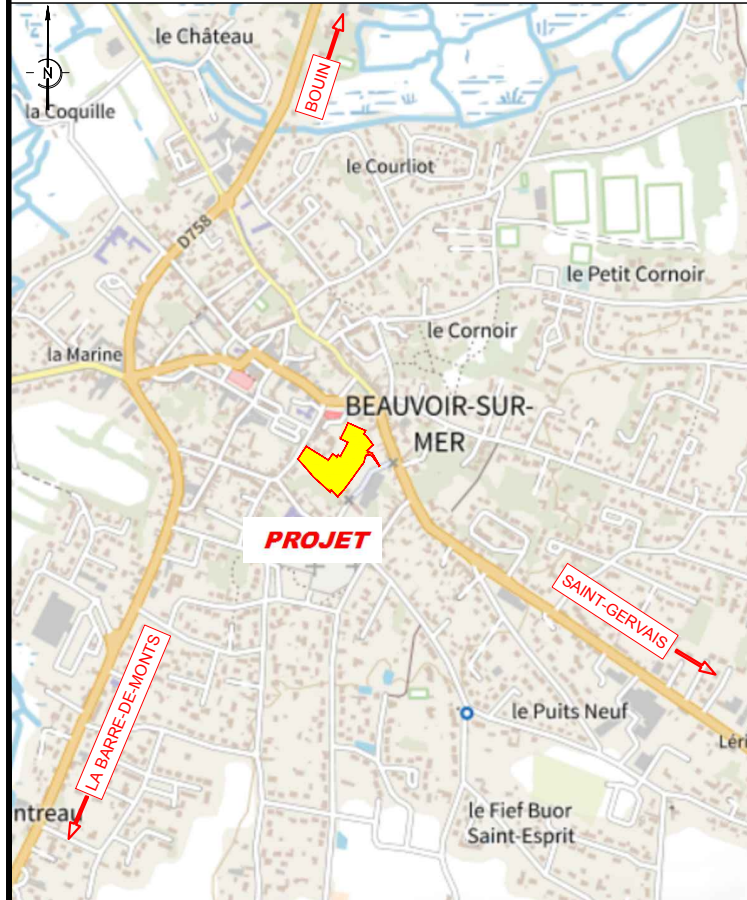 le Château
N
BOUIN
la Coquille
le Courliot
D758
le Petit Cornoir
le Cornoir
la Marine
BEAUVOIR-SUR-
MER
PROJET
SAINT-GERVAIS
LA BARRE-DE-MONTS
le Puits Neuf
Léri
ntreau
le Fief Buor
Saint-Esprit